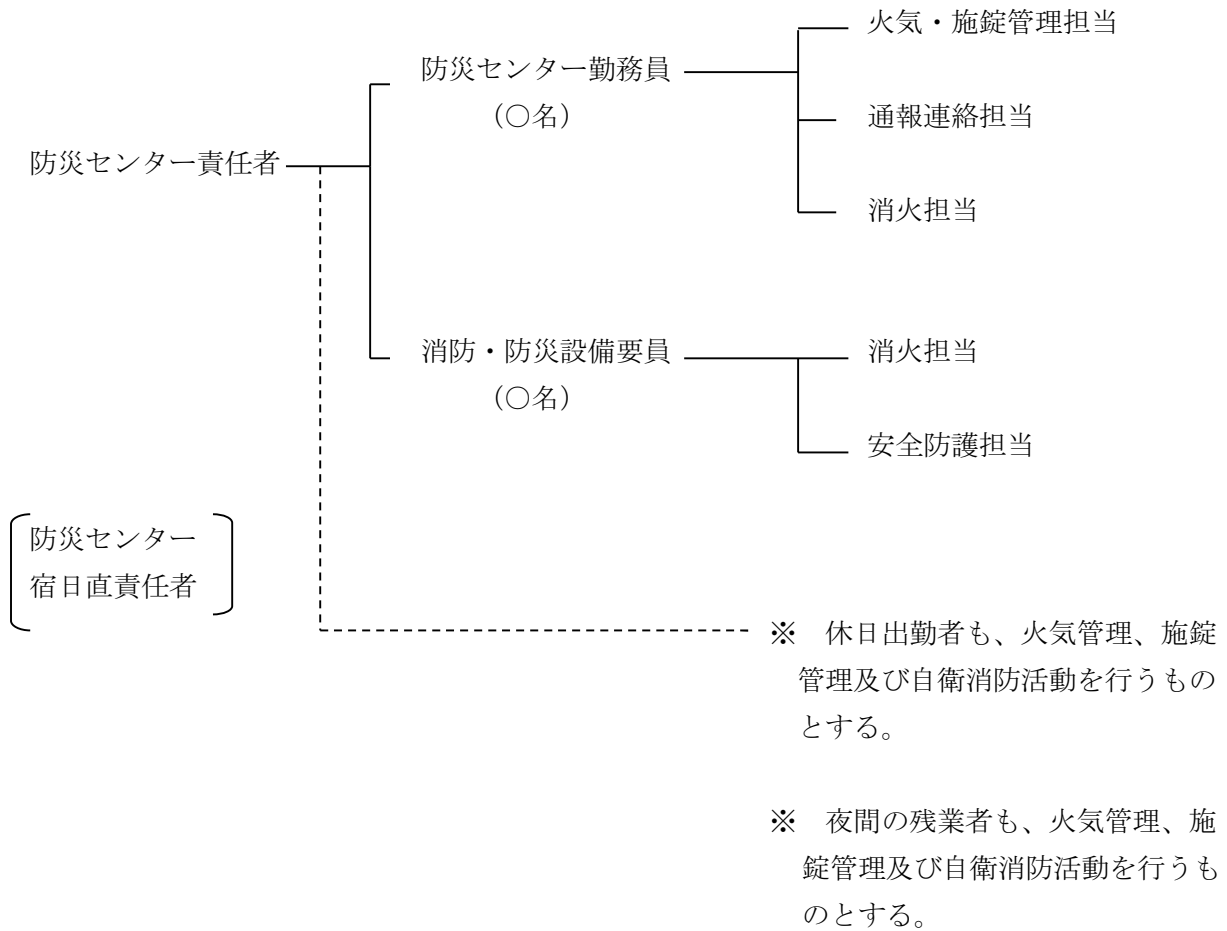 火気・施錠管理担当
防災センター勤務員
(○名)
通報連絡担当
防災センター責任者
消火担当
消防・防災設備要員
(○名)
消火担当
安全防護担当
防災センター
宿日直責任者
※　休日出勤者も、火気管理、施錠
管理及び自衛消防活動を行うもの
とする。
※　夜間の残業者も、火気管理、施
錠管理及び自衛消防活動を行うも
のとする。